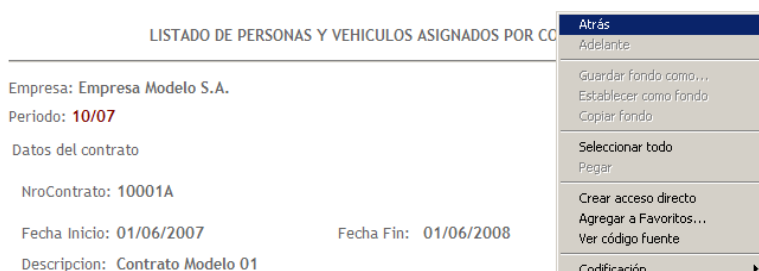 LISTADO DE PERSONAS Y VEHICULOS ASIGNADOS POR CO
Empresa: Empresa Modelo S.A.
Periodo: 10/07
Datos del contrato
NroContrato: 10001A
Fecha Inicio: 01/06/2007 Fecha Fin: 01/06/2008
Descripcion: Contrato Modelo 01
Atrás
Adelante
Guardar fondo como...
Establecer como fondo
Copiar fondo
Seleccionar todo
Pegar
Crear acceso directo
Agregar a Favoritos...
Ver código fuente
Codificación